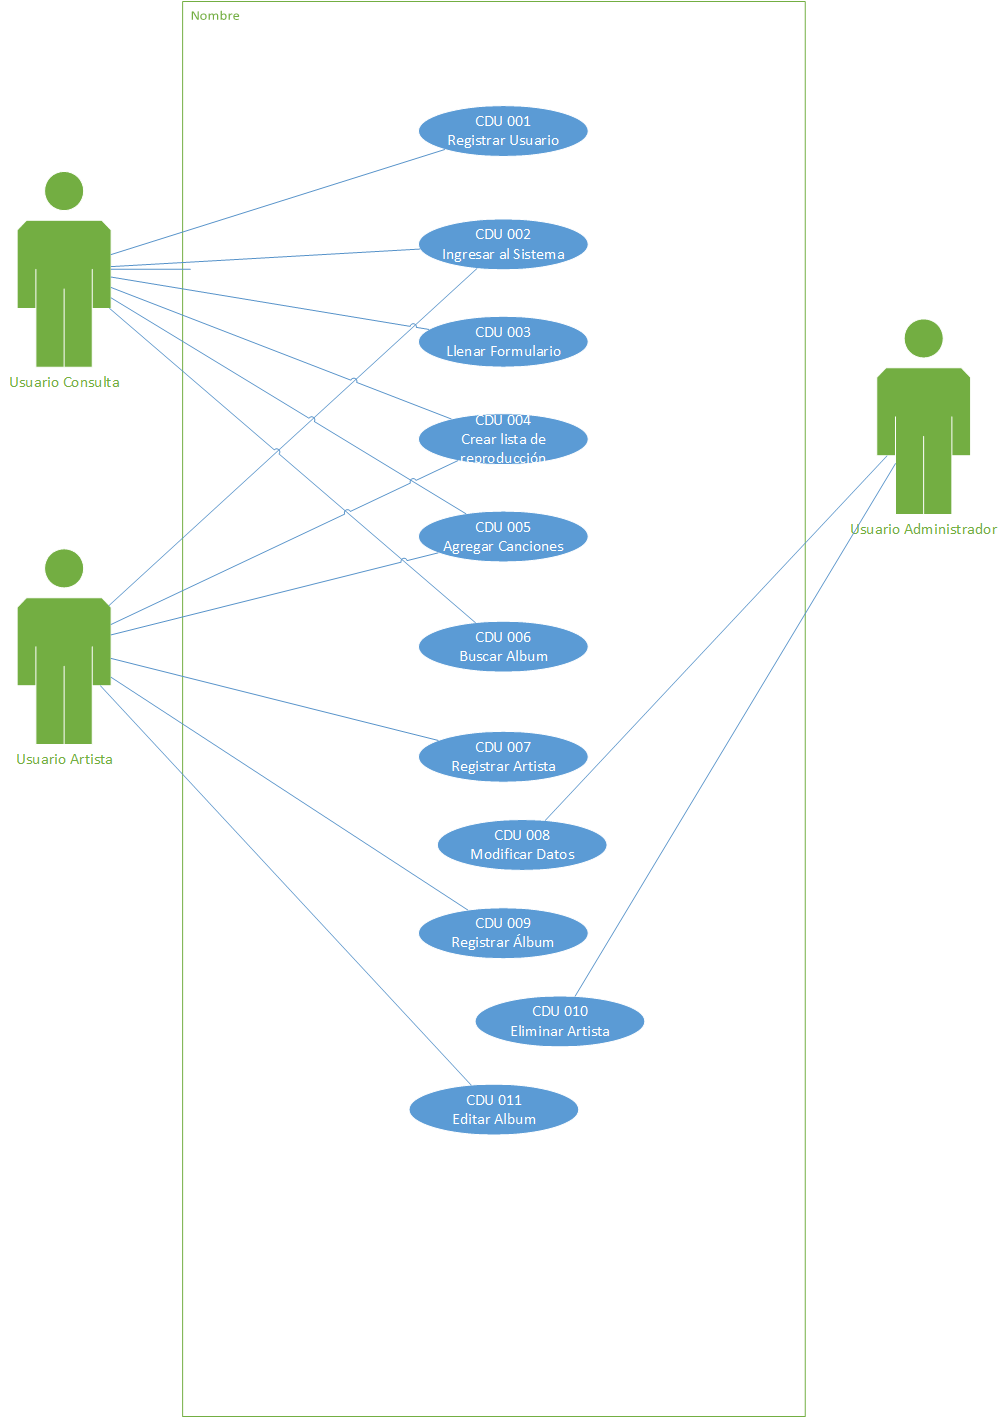 Nombre
CDU 001
Registrar Usuario
CDU 002
Ingresar al Sistema
CDU 003
Llenar Formulario
Usuario Consulta
CDU 004
Crear lista de
reproducción
CDU 005
Agregar Canciones
Usuario Administrador
CDU 006
Buscar Album
CDU 007
Registrar Artista
Usuario Artista
CDU 008
Modificar Datos
CDU 009
Registrar Álbum
CDU 010
Eliminar Artista
CDU 011
Editar Album